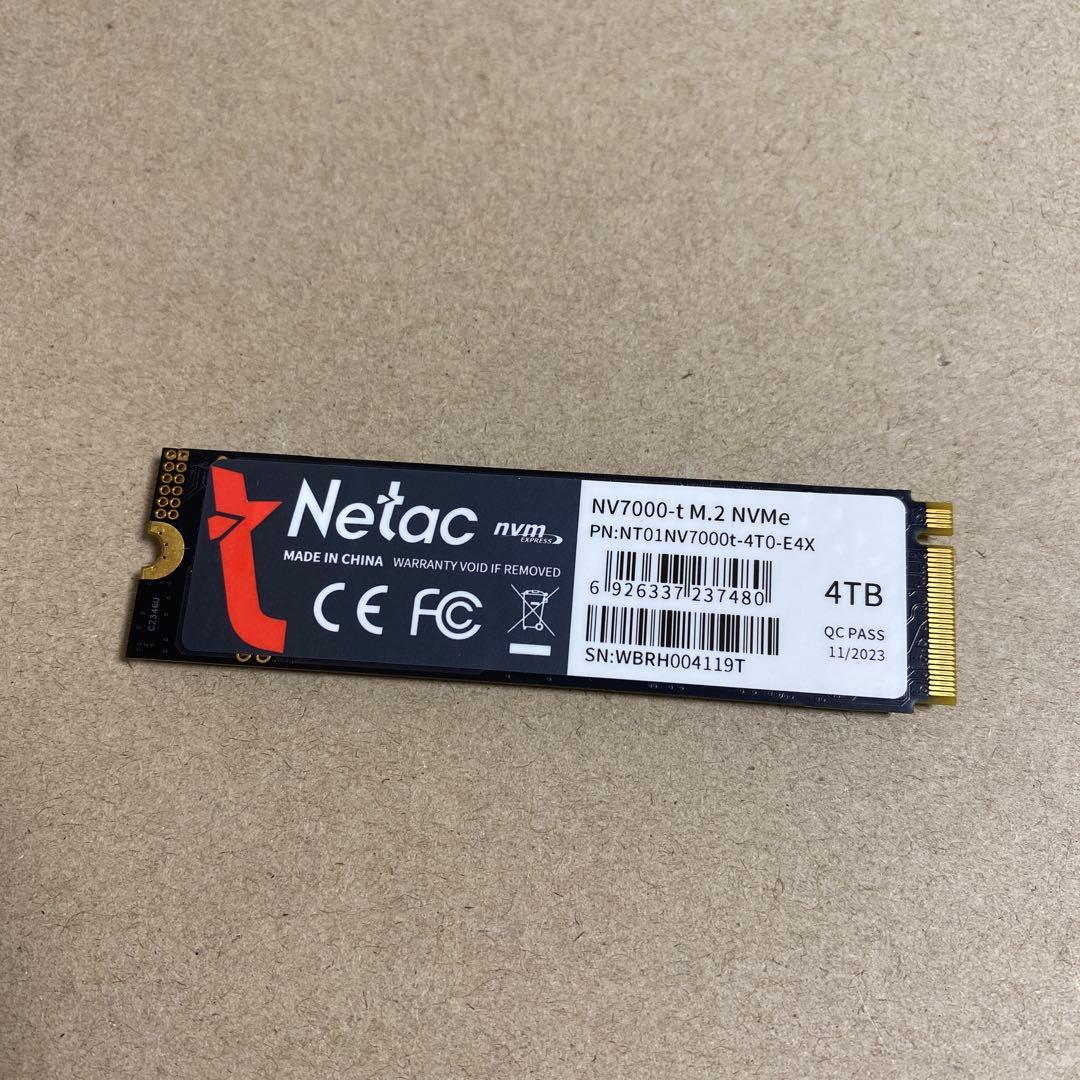 Netac
nvm
EXPRESS
MADE IN CHINA WARRANTY VOID IF REMOVED
CE FC
NV7000-t M.2 NVMe
PN:NT01NV7000t-4T0-E4X
6 926337 237480
4TB
SN:WBRH004119T
QC PASS
11/2023
C2346U